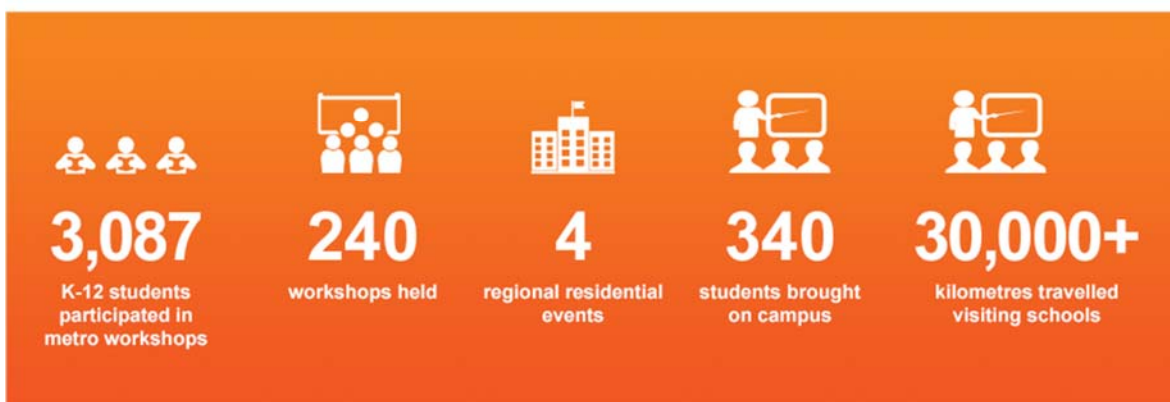 3,087
K-12 students
participated in
metro workshops
240
workshops held
4
regional residential
events
340
students brought
on campus
30,000+
kilometres travelled
visiting schools